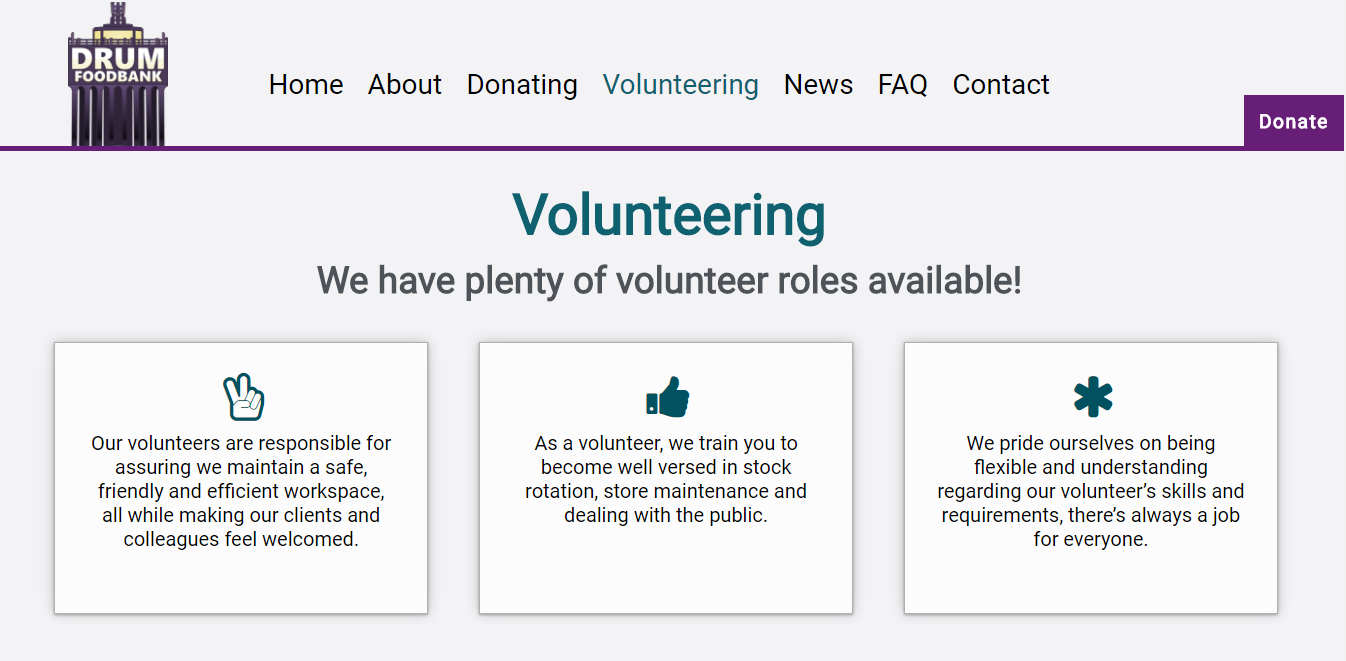 DRUM
FOODBANK
Home About Donating Volunteering News FAQ Contact
Donate
Volunteering
We have plenty of volunteer roles available!
Our volunteers are responsible for
assuring we maintain a safe,
friendly and efficient workspace,
all while making our clients and
colleagues feel welcomed.
As a volunteer, we train you to
become well versed in stock
rotation, store maintenance and
dealing with the public.
We pride ourselves on being
flexible and understanding
regarding our volunteer’s skills and
requirements, there’s always a job
for everyone.